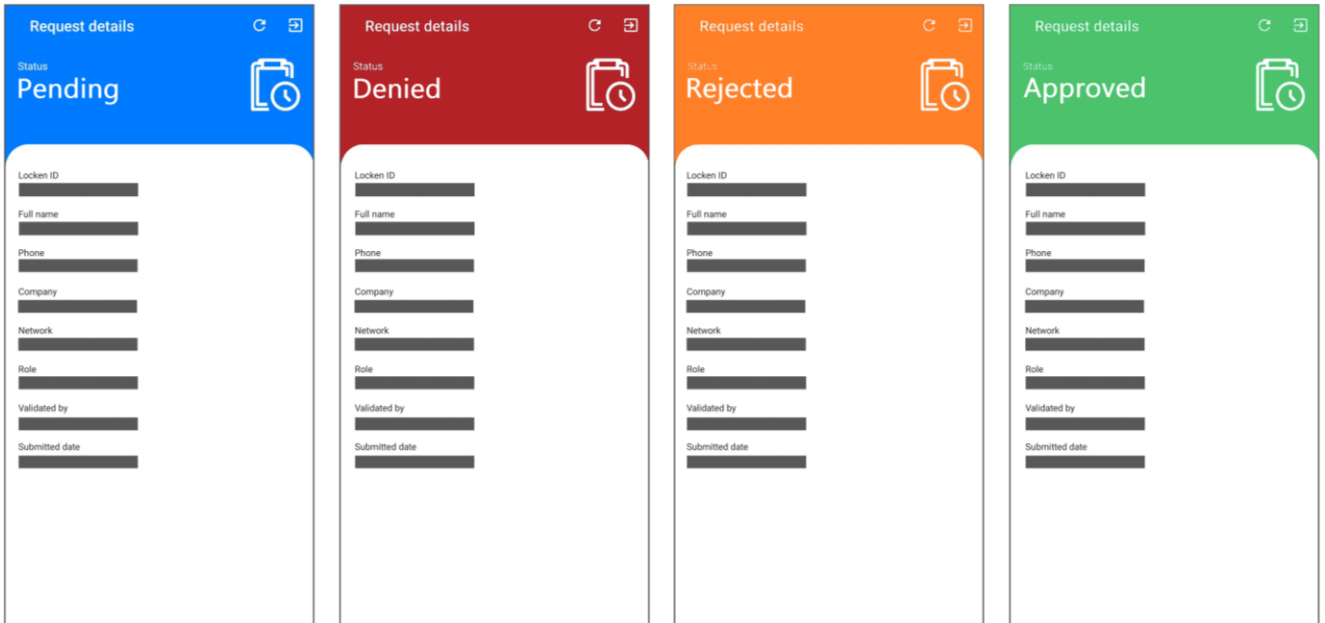 Request details
Status
Pending
Locken ID
Full name
Phone
Company
Network
Role
Validated by
Submitted date
Request details
Status
Denied
Locken ID
Full name
Phone
Company
Network
Role
Validated by
Submitted date
Request details
Status
Rejected
Locken ID
Full name
Phone
Company
Network
Role
Validated by
Submitted date
Request details
Status
Approved
Locken ID
Full name
Phone
Company
Network
Role
Validated by
Submitted date